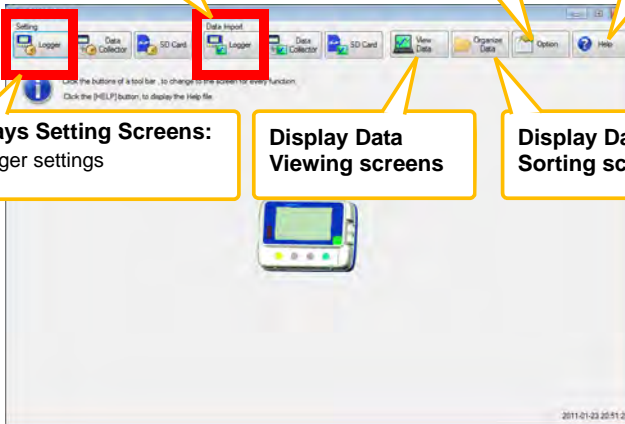 Setting
Data Import
Logger
Data
Collector
SD Card
Logger
Data
Collector
SD Card
View
Data
Organize
Data
Option
Help
Click the buttons of a tool bar , to change to the screen for every function.
Click the [HELP] button, to display the Help file.
ays Setting Screens:
ger settings
Display Data
Viewing screens
Display Da
Sorting sc
2011-01-23 20:51:2